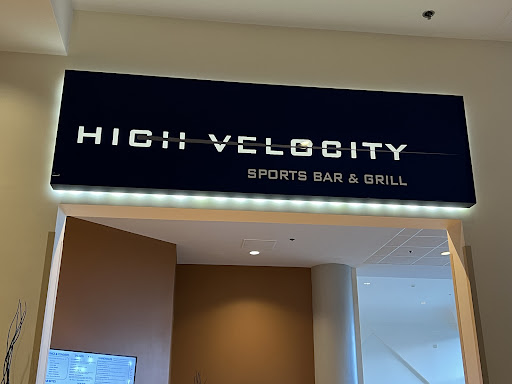 HIGH VELOCITY
SPORTS BAR & GRILL